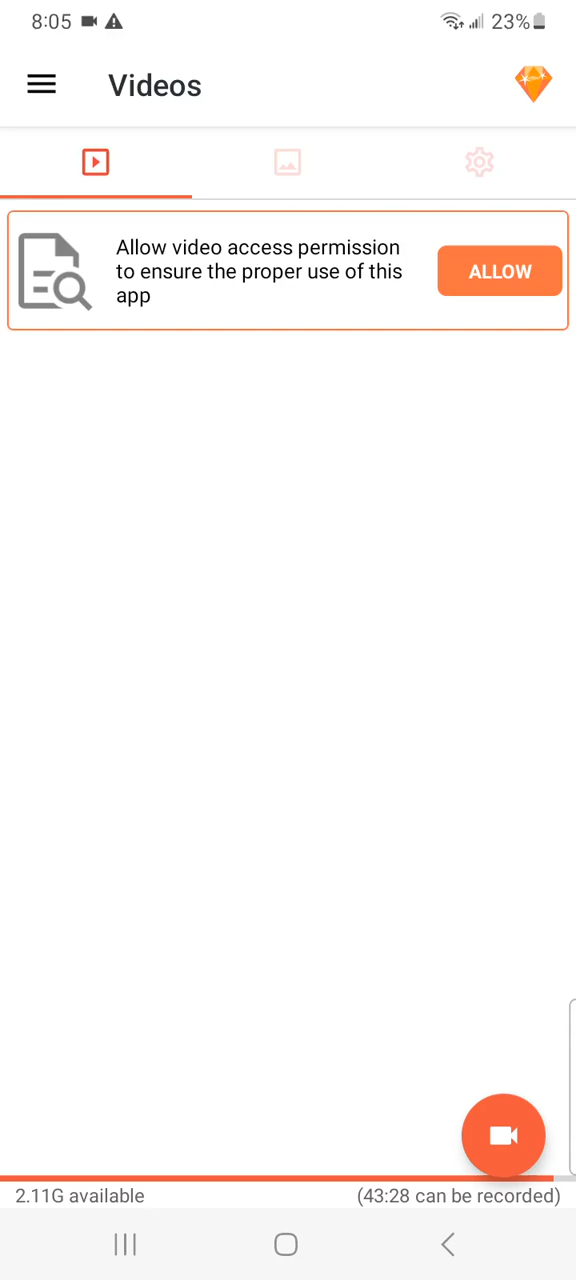 8:05 23%
Videos
Allow video access permission
to ensure the proper use of this
app
ALLOW
2.11G available (43:28 can be recorded)